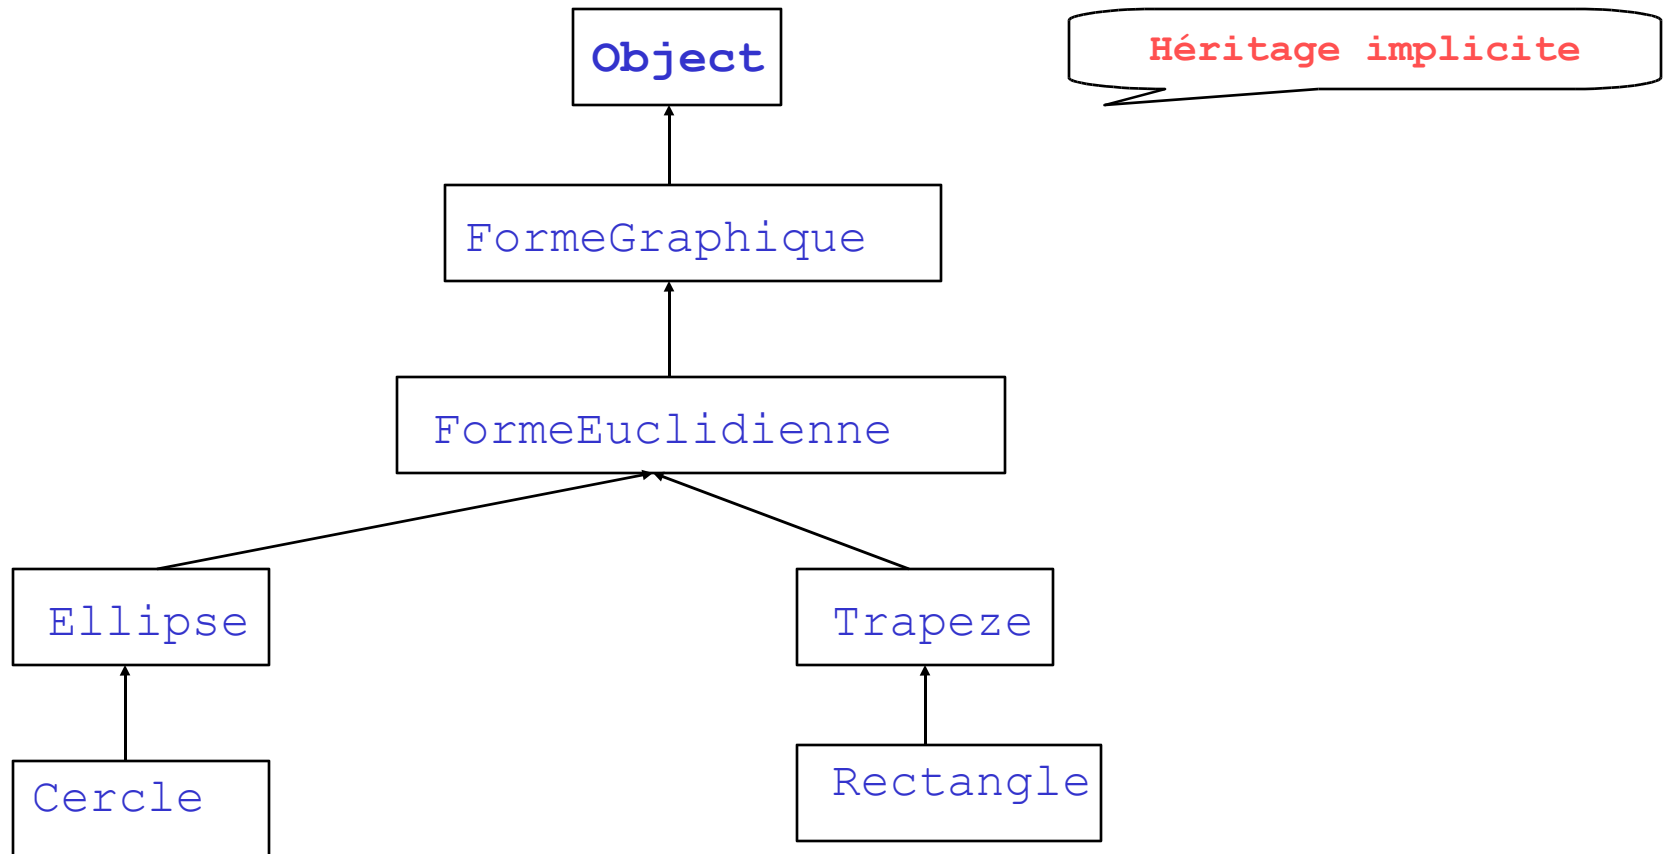 Object
Héritage implicite
FormeGraphique
FormeEuclidienne
Ellipse
Trapeze
Cercle
Rectangle